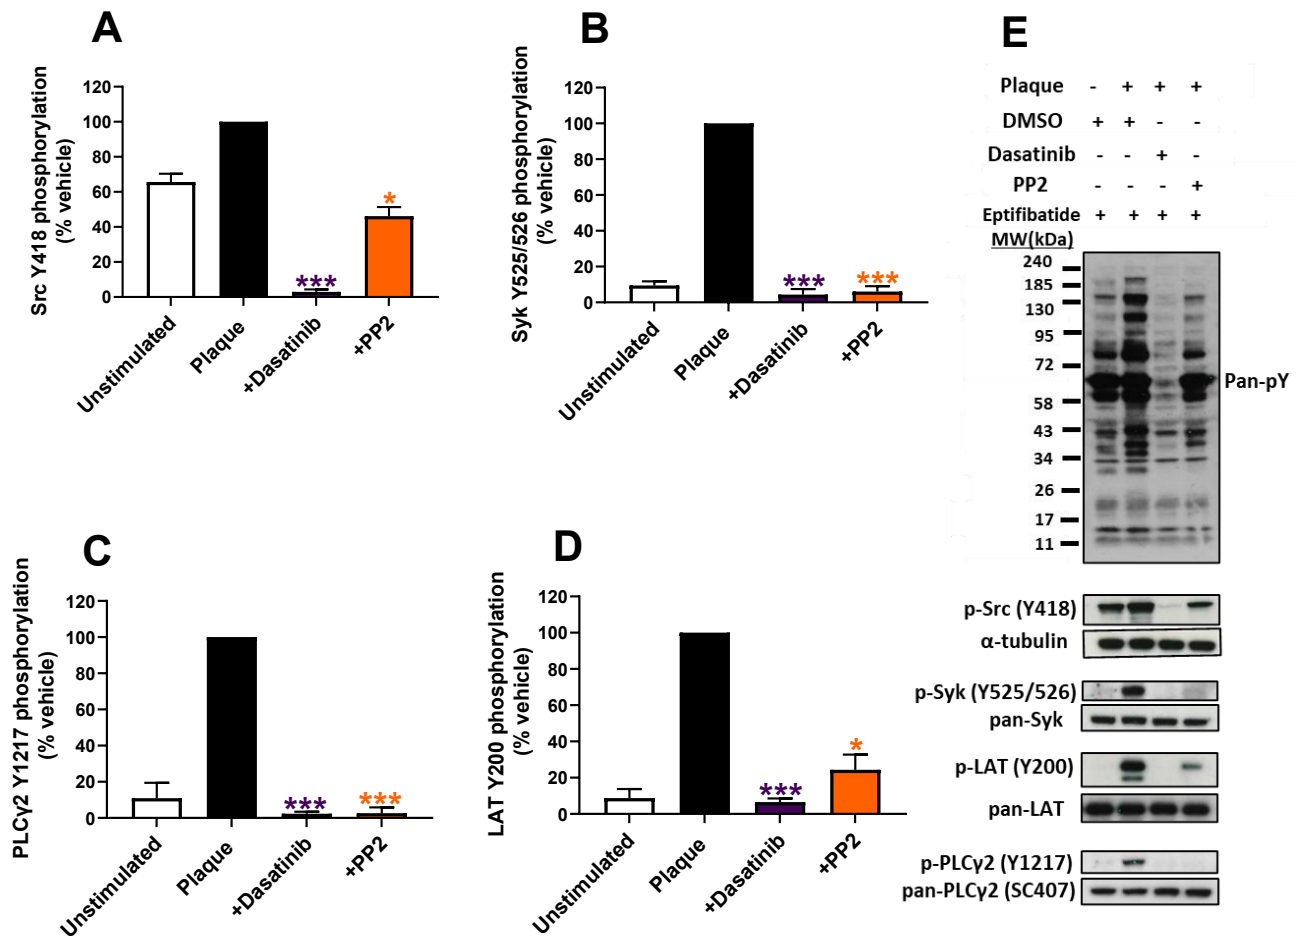 A
Src Y418 phosphorylation
(% vehicle)
120
100
80
60
40
20
0
*
***
Unstimulated
Plaque
+Dasatinib
+PP2
B
Syk Y525/526 phosphorylation
(% vehicle)
120
100
80
60
40
20
0
***
***
Unstimulated
Plaque
+Dasatinib
+PP2
C
PLCγ2 Y1217 phosphorylation
(% vehicle)
120
100
80
60
40
20
0
***
***
Unstimulated
Plaque
+Dasatinib
+PP2
D
LAT Y200 phosphorylation
(% vehicle)
120
100
80
60
40
20
0
*
***
Unstimulated
Plaque
+Dasatinib
+PP2
E
Plaque - + + +
DMSO + + - -
Dasatinib - - + -
PP2 - - - +
Eptifibatide + + + +
MW(kDa)
240
185
130
95
72
58
43
34
26
17
11
Pan-pY
p-Src (Y418)
α-tubulin
p-Syk (Y525/526)
pan-Syk
p-LAT (Y200)
pan-LAT
p-PLCγ2 (Y1217)
pan-PLCγ2 (SC407)